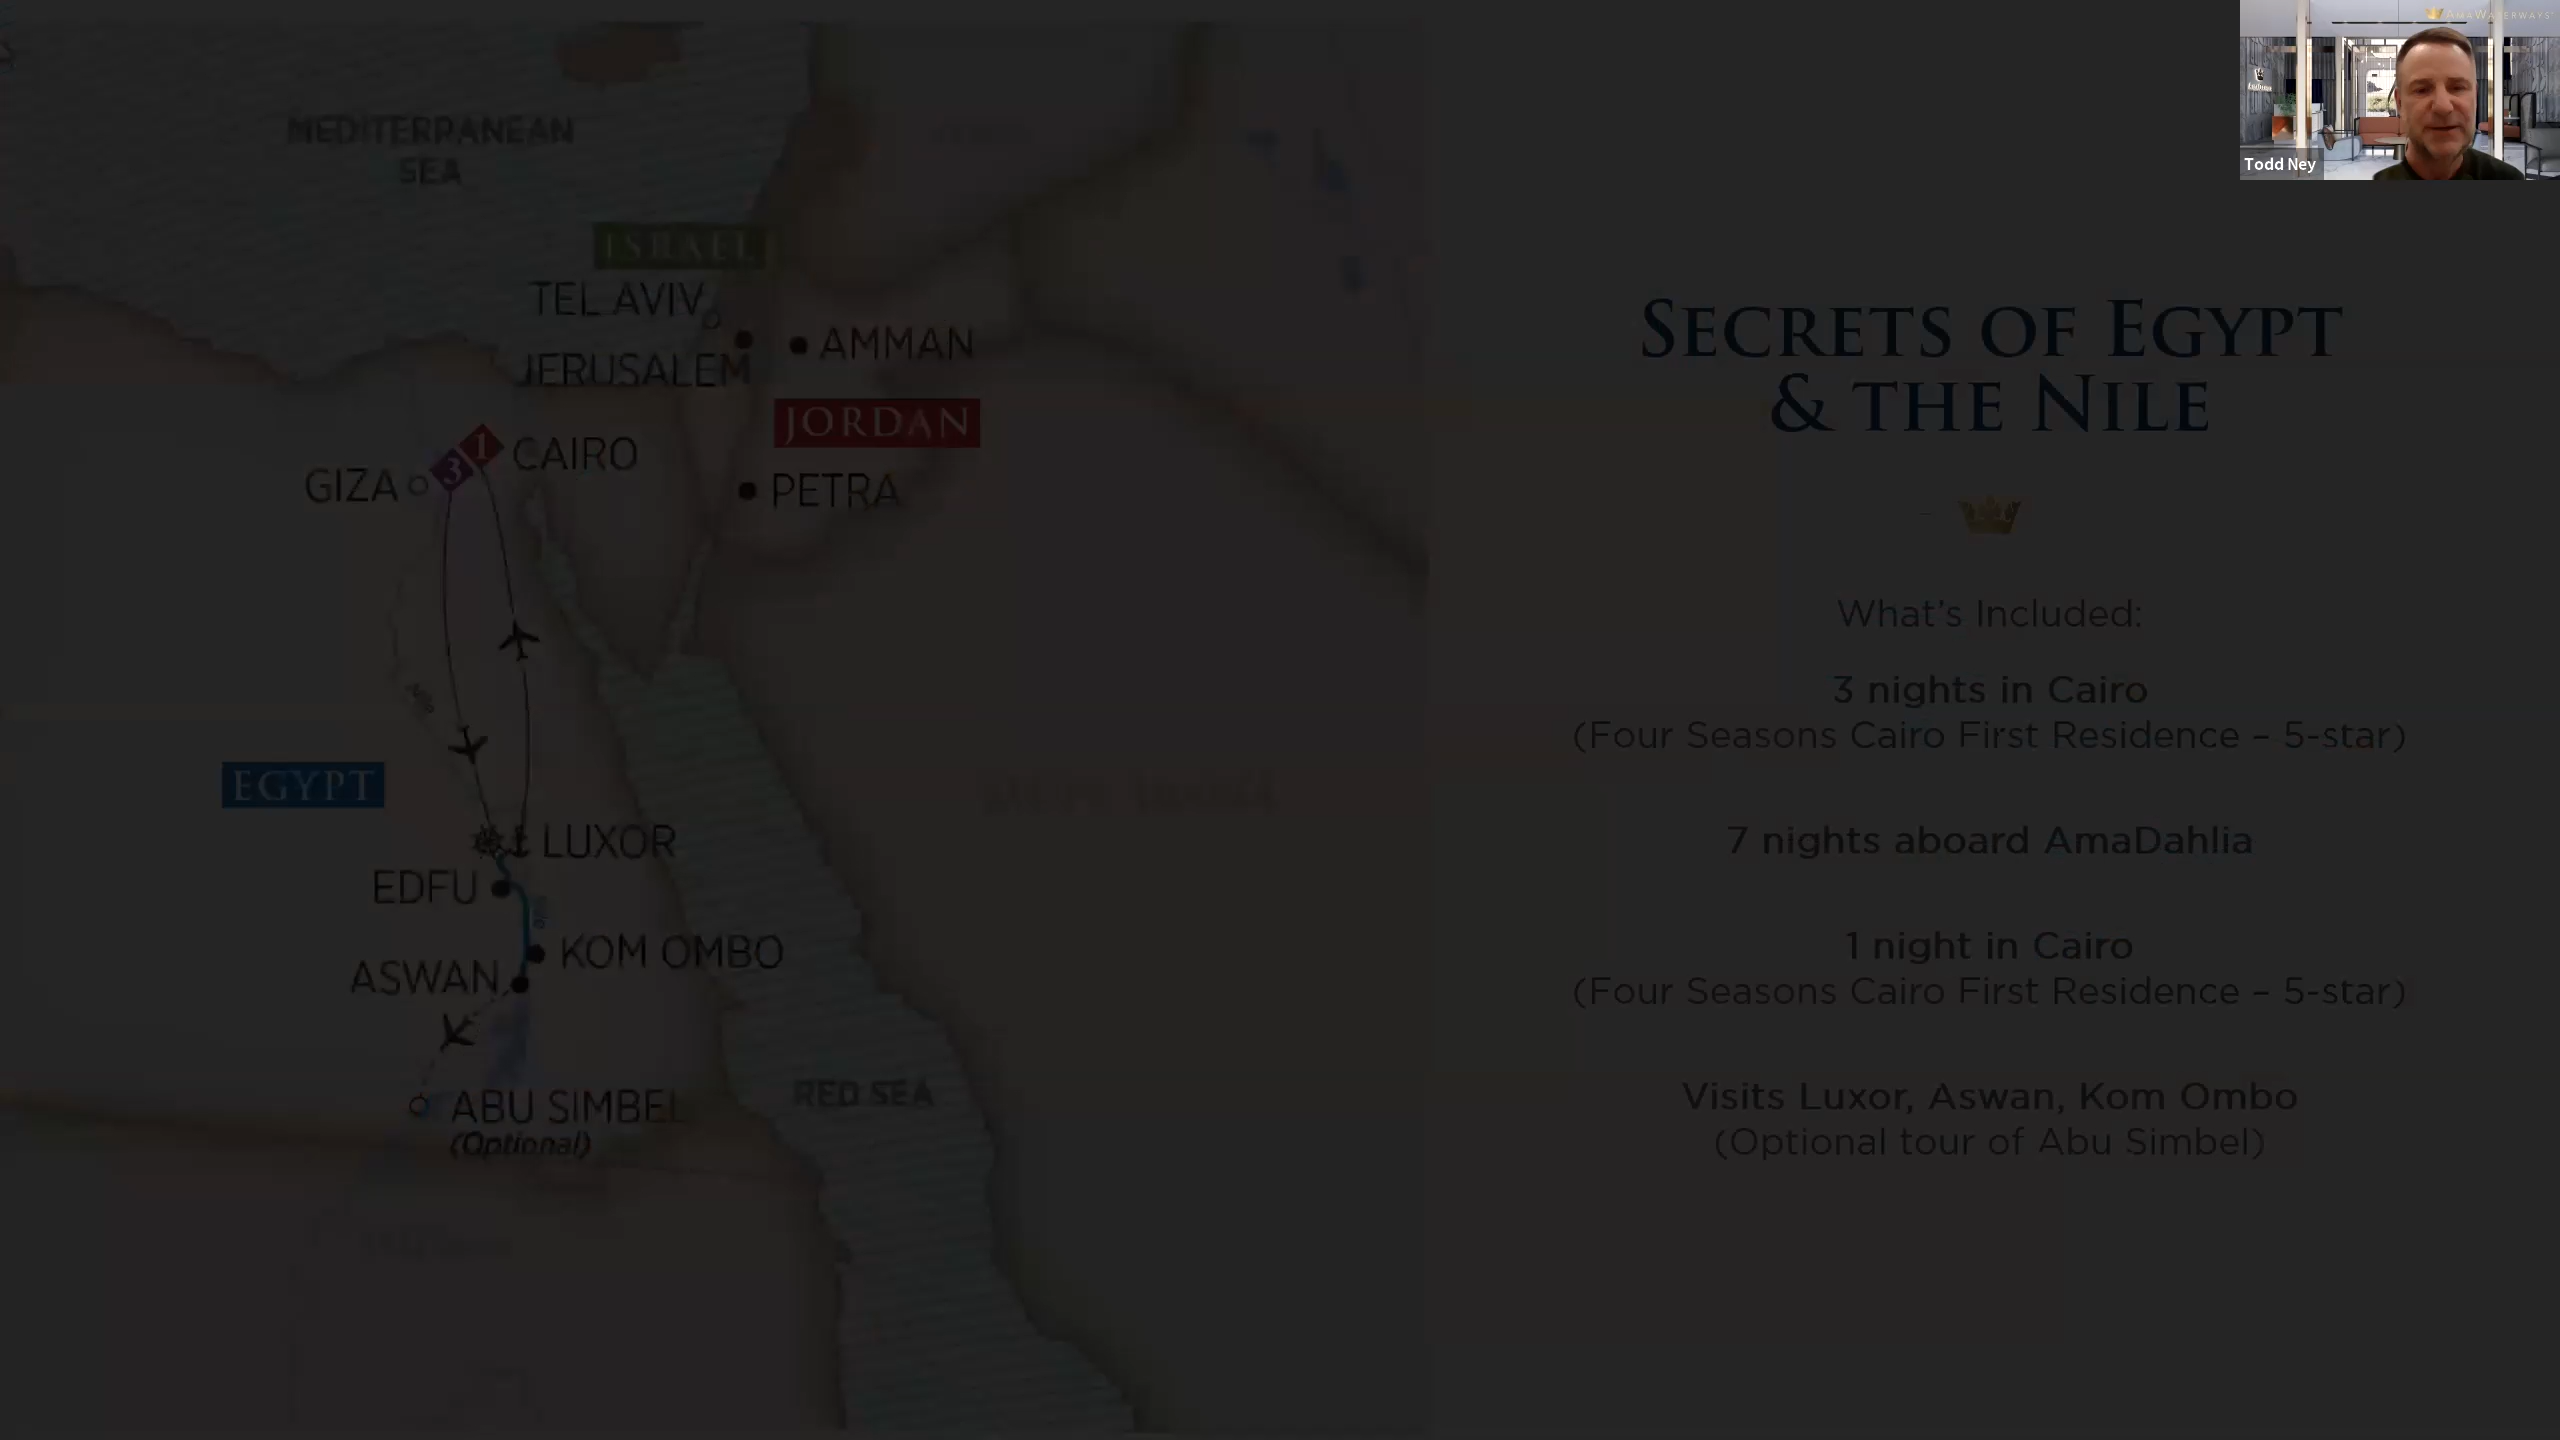 AMAWATERWAYS
Todd Ney
MEDITERRANEAN
SEA
ISRAEL
TEL AVIV
JERUSALEM
AMMAN
JORDAN
PETRA
1
3
CAIRO
GIZA
EGYPT
LUXOR
EDFU
Nile
KOM OMBO
ASWAN
ABU SIMBEL
(Optional)
RED SEA
SECRETS OF EGYPT
& THE NILE
What's Included:
3 nights in Cairo
(Four Seasons Cairo First Residence – 5-star)
7 nights aboard AmaDahlia
1 night in Cairo
(Four Seasons Cairo First Residence – 5-star)
Visits Luxor, Aswan, Kom Ombo
(Optional tour of Abu Simbel)